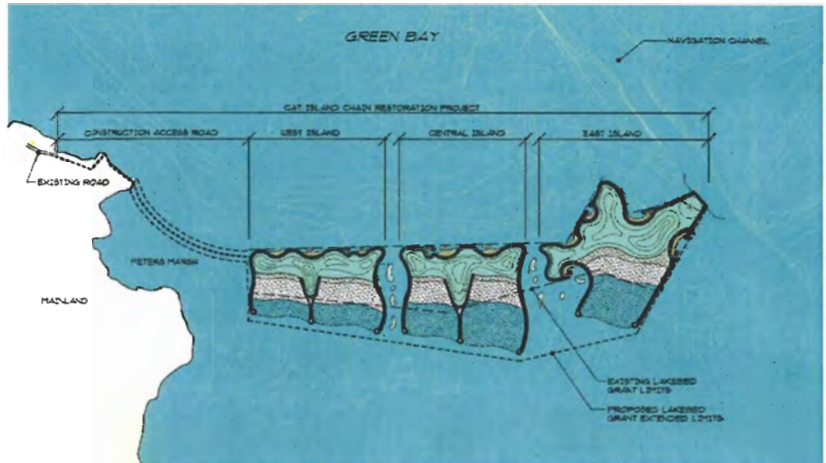 GREEN BAY
NAVIGATION CHANNEL
CAT ISLAND CHAIN RESTORATION PROJECT
CONSTRUCTION ACCESS ROAD
WEST ISLAND
CENTRAL ISLAND
EAST ISLAND
EXISTING ROAD
PETERS MARSH
MAINLAND
EXISTING LAKEBED
GRANT LIMITS
PROPOSED LAKEBED
GRANT EXTENDED LIMITS